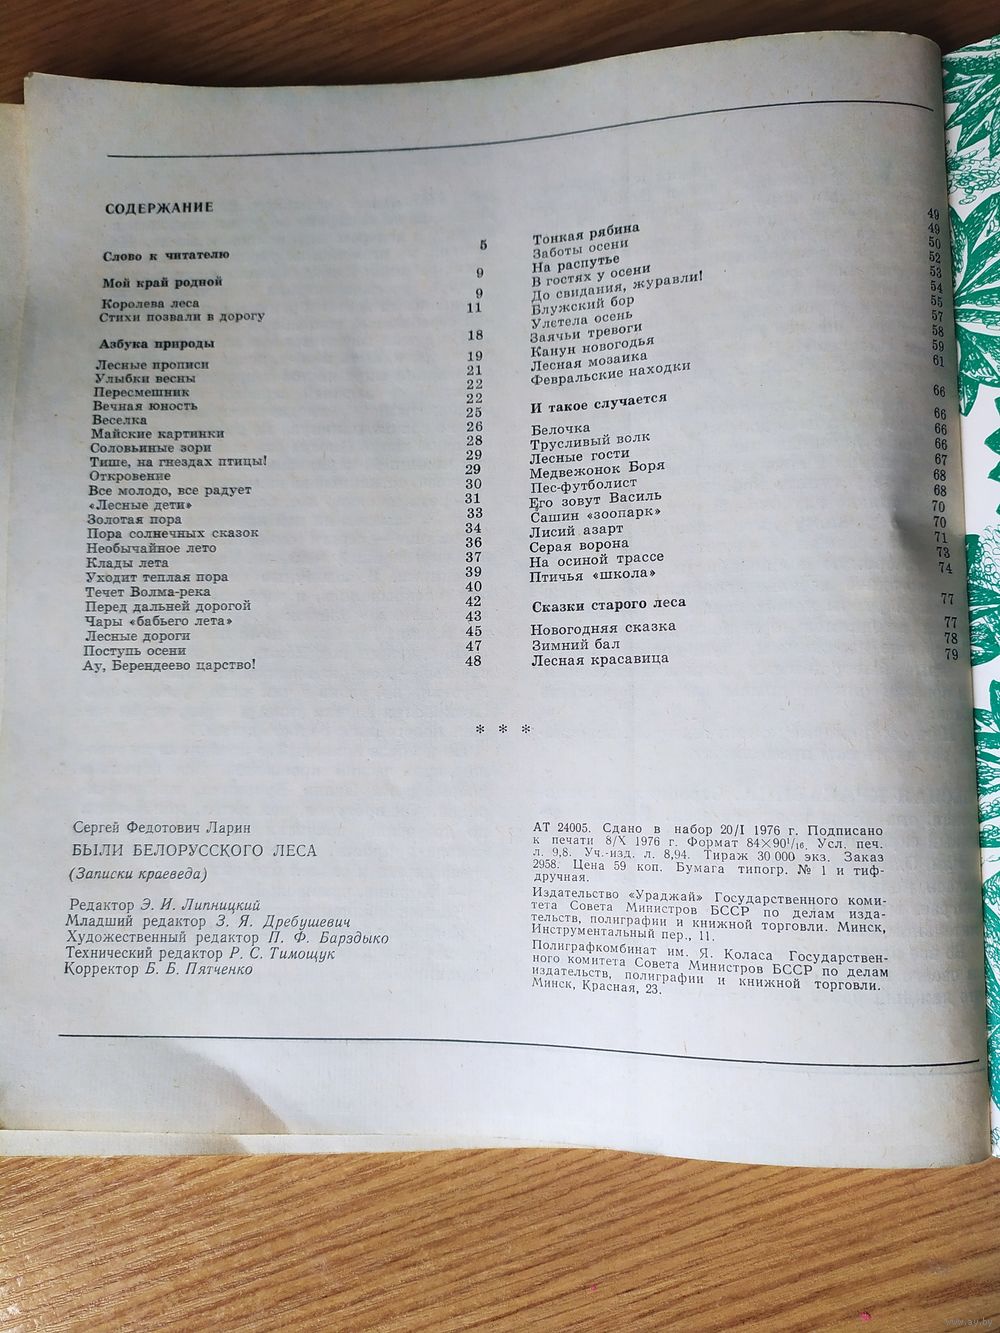 СОДЕРЖАНИЕ
Слово к читателю 5
Мой край родной 9
Королева леса 9
Стихи позвали в дорогу 11
Азбука природы 18
Лесные прописи 19
Улыбки весны 21
Пересмешник 22
Вечная юность 22
Веселка 25
Майские картинки 26
Соловьиные зори 28
Тише, на гнездах птицы! 29
Откровение 29
Все молодо, все радует 30
«Лесные дети» 31
Золотая пора 33
Пора солнечных сказок 34
Необычайное лето 36
Клады лета 37
Уходит теплая пора 39
Течет Волма-река 40
Перед дальней дорогой 42
Чары «бабьего лета» 43
Лесные дороги 45
Поступь осени 47
Ау, Берендеево царство! 48
Тонкая рябина 49
Заботы осени 49
На распутье 50
В гостях у осени 52
До свидания, журавли! 53
Блужский бор 54
Улетела осень 55
Заячьи тревоги 57
Канун новогодья 58
Лесная мозаика 59
Февральские находки 61
И такое случается 66
Белочка 66
Трусливый волк 66
Лесные гости 66
Медвежонок Боря 67
Пес-футболист 68
Его зовут Василь 68
Сашин «зоопарк» 70
Лисий азарт 70
Серая ворона 71
На осиной трассе 73
Птичья «школа» 74
Сказки старого леса 77
Новогодняя сказка 77
Зимний бал 78
Лесная красавица 79
* * *
Сергей Федотович Ларин
БЫЛИ БЕЛОРУССКОГО ЛЕСА
(Записки краеведа)
Редактор Э. И. Липницкий
Младший редактор З. Я. Дребушевич
Художественный редактор П. Ф. Барздыко
Технический редактор Р. С. Тимощук
Корректор Б. Б. Пятченко
АТ 24005. Сдано в набор 20/I 1976 г. Подписано
к печати 8/X 1976 г. Формат 84×90 1/16. Усл. печ.
л. 9,8. Уч.-изд. л. 8,94. Тираж 30 000 экз. Заказ
2958. Цена 59 коп. Бумага типогр. № 1 и тиф-
дручная.
Издательство «Ураджай» Государственного коми-
тета Совета Министров БССР по делам изда-
тельств, полиграфии и книжной торговли. Минск,
Инструментальный пер., 11.
Полиграфкомбинат им. Я. Коласа Государствен-
ного комитета Совета Министров БССР по делам
издательств, полиграфии и книжной торговли.
Минск, Красная, 23.
www.ay.by